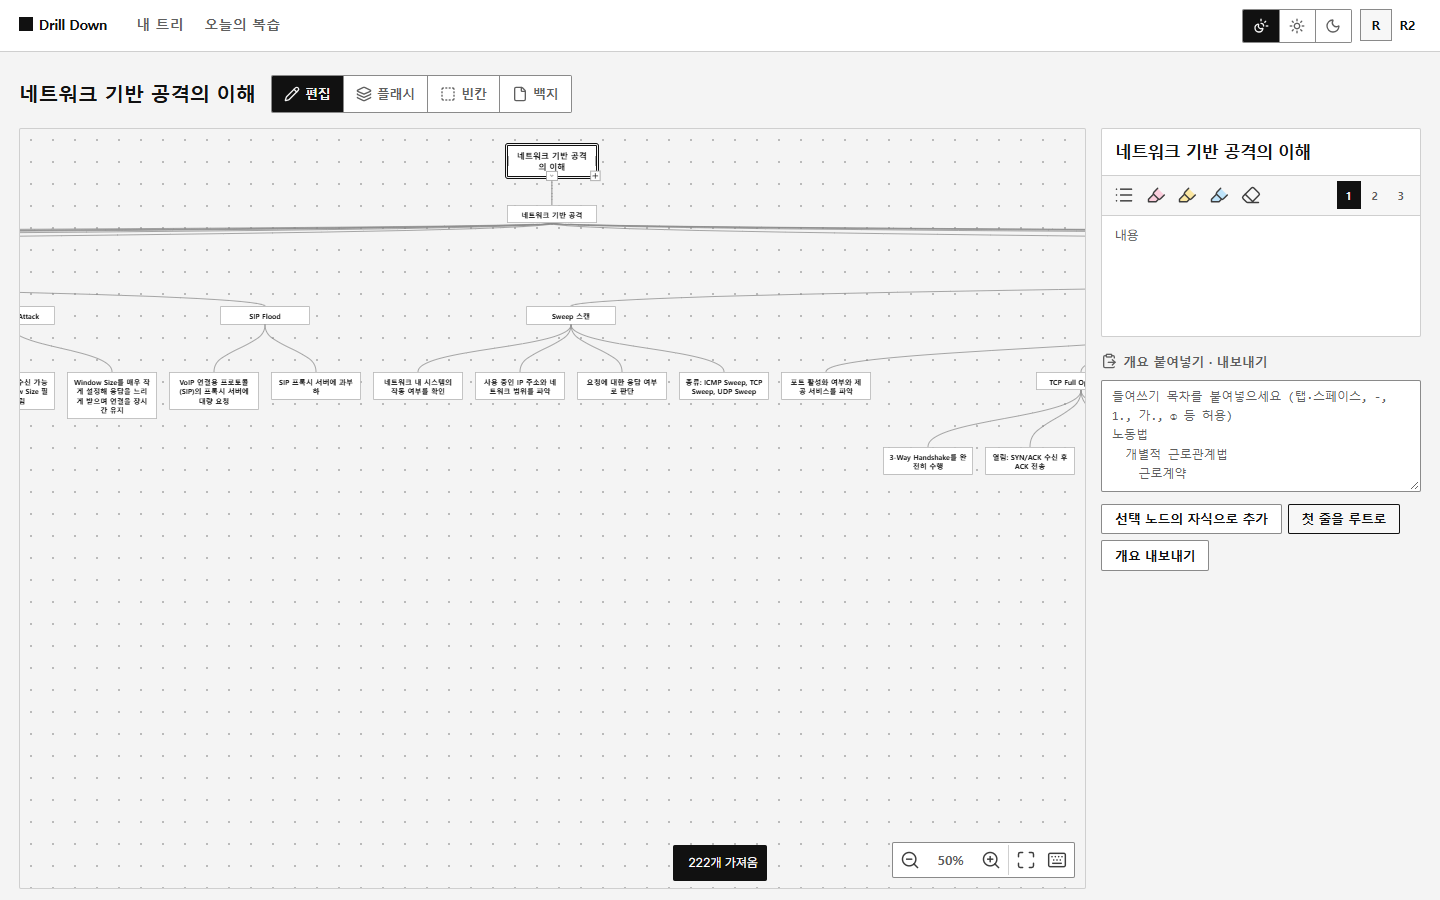 Drill Down
내 트리
오늘의 복습
R
R2
네트워크 기반 공격의 이해
편집
플래시
빈칸
백지
네트워크 기반 공격
의 이해
네트워크 기반 공격
Attack
SIP Flood
Sweep 스캔
수신 가능
w Size 필
Window Size를 매우 작
게 설정해 응답을 느리
게 받으며 연결을 장시
간 유지
VoIP 연결용 프로토콜
(SIP)의 프록시 서버에
대량 요청
SIP 프록시 서버에 과부
하
네트워크 내 시스템의
작동 여부를 확인
사용 중인 IP 주소와 네
트워크 범위를 파악
요청에 대한 응답 여부
로 판단
종류: ICMP Sweep, TCP
Sweep, UDP Sweep
포트 활성화 여부와 제
공 서비스를 파악
TCP Full Op
3-Way Handshake를 완
전히 수행
열림: SYN/ACK 수신 후
ACK 전송
222개 가져옴
50%
네트워크 기반 공격의 이해
1 2 3
내용
개요 붙여넣기 · 내보내기
들여쓰기 목차를 붙여넣으세요 (탭·스페이스, -,
1., 가., ① 등 허용)
노동법
개별적 근로관계법
근로계약
선택 노드의 자식으로 추가
첫 줄을 루트로
개요 내보내기